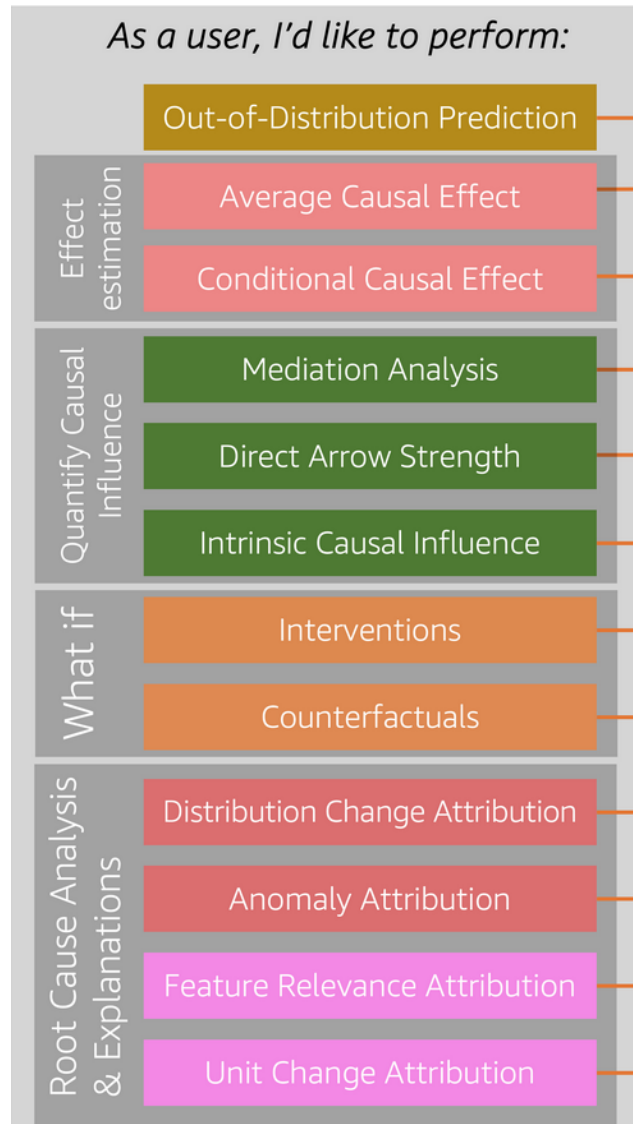 As a user, I'd like to perform:
Out-of-Distribution Prediction
Effect
estimation
Average Causal Effect
Conditional Causal Effect
Quantify Causal
Influence
Mediation Analysis
Direct Arrow Strength
Intrinsic Causal Influence
What if
Interventions
Counterfactuals
Root Cause Analysis
& Explanations
Distribution Change Attribution
Anomaly Attribution
Feature Relevance Attribution
Unit Change Attribution